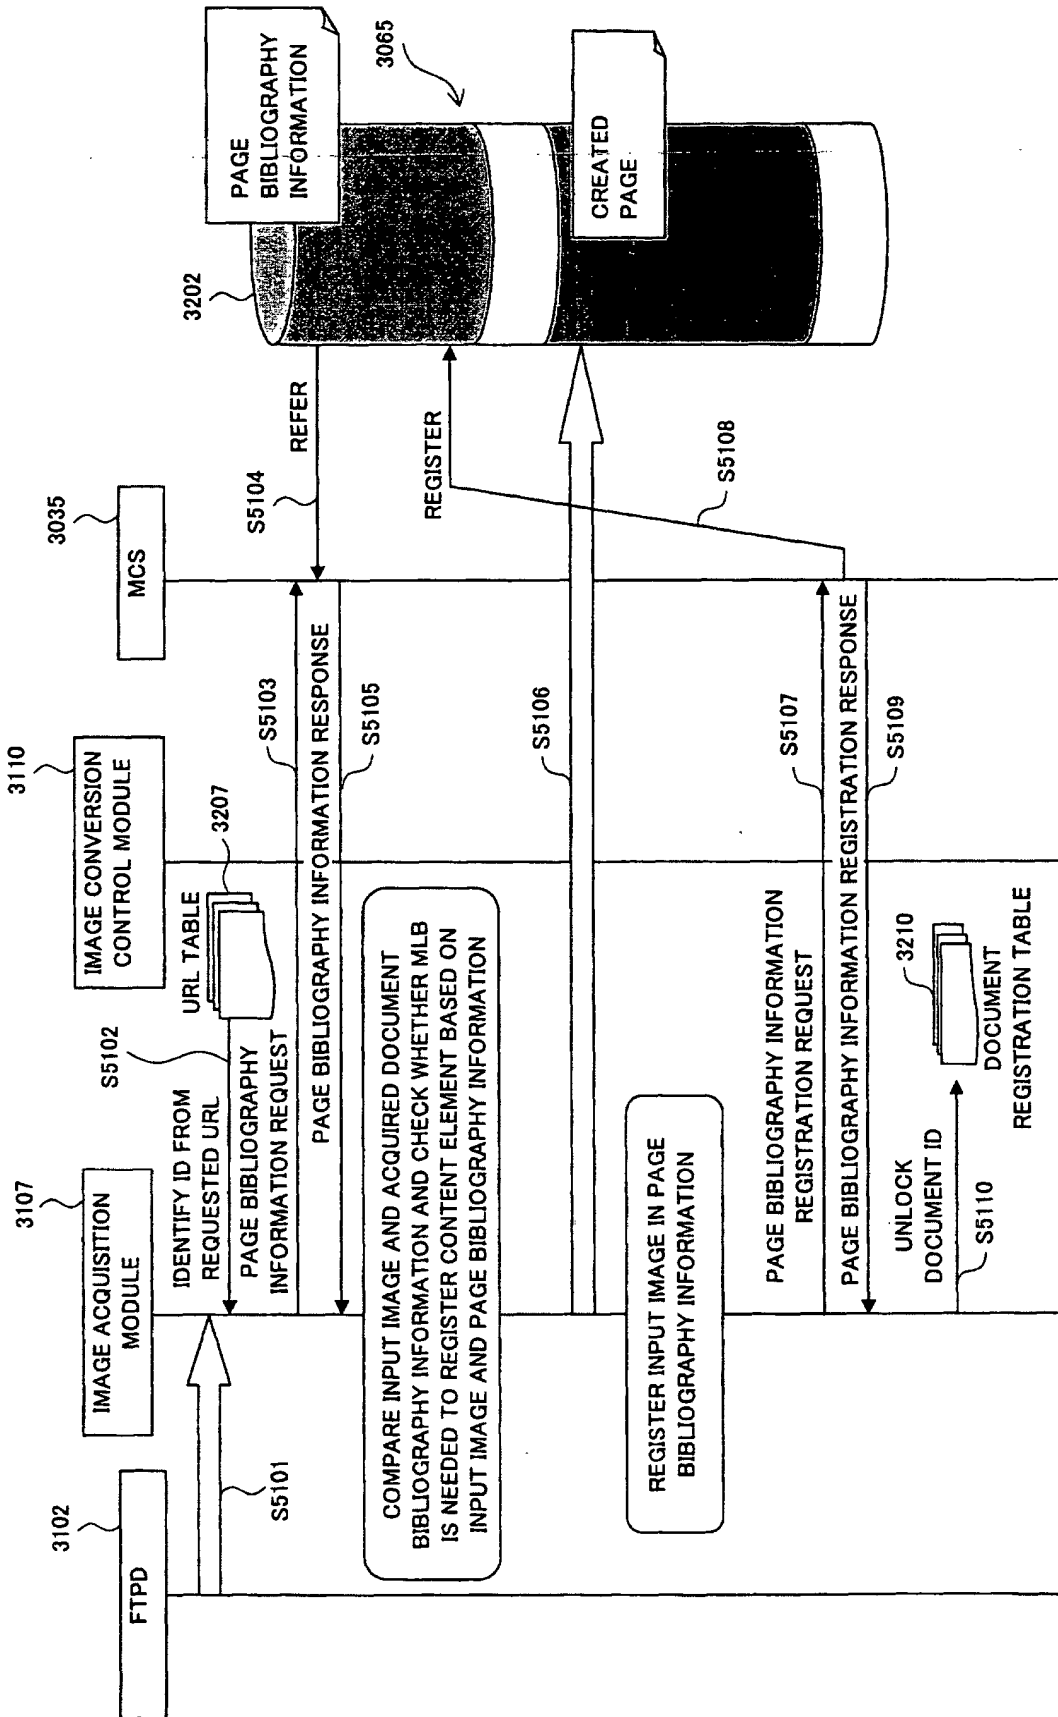 3102
FTPD
3107
IMAGE ACQUISITION
MODULE
3110
IMAGE CONVERSION
CONTROL MODULE
3035
MCS
3202
PAGE
BIBLIOGRAPHY
INFORMATION
3065
CREATED
PAGE
S5101
IDENTIFY ID FROM
REQUESTED URL
S5102
URL TABLE
3207
PAGE BIBLIOGRAPHY
INFORMATION REQUEST
S5103
S5104
REFER
PAGE BIBLIOGRAPHY INFORMATION RESPONSE
S5105
COMPARE INPUT IMAGE AND ACQUIRED DOCUMENT
BIBLIOGRAPHY INFORMATION AND CHECK WHETHER MLB
IS NEEDED TO REGISTER CONTENT ELEMENT BASED ON
INPUT IMAGE AND PAGE BIBLIOGRAPHY INFORMATION
REGISTER
S5106
REGISTER INPUT IMAGE IN PAGE
BIBLIOGRAPHY INFORMATION
S5108
PAGE BIBLIOGRAPHY INFORMATION
REGISTRATION REQUEST
S5107
PAGE BIBLIOGRAPHY INFORMATION REGISTRATION RESPONSE
S5109
UNLOCK
DOCUMENT ID
S5110
3210
DOCUMENT
REGISTRATION TABLE